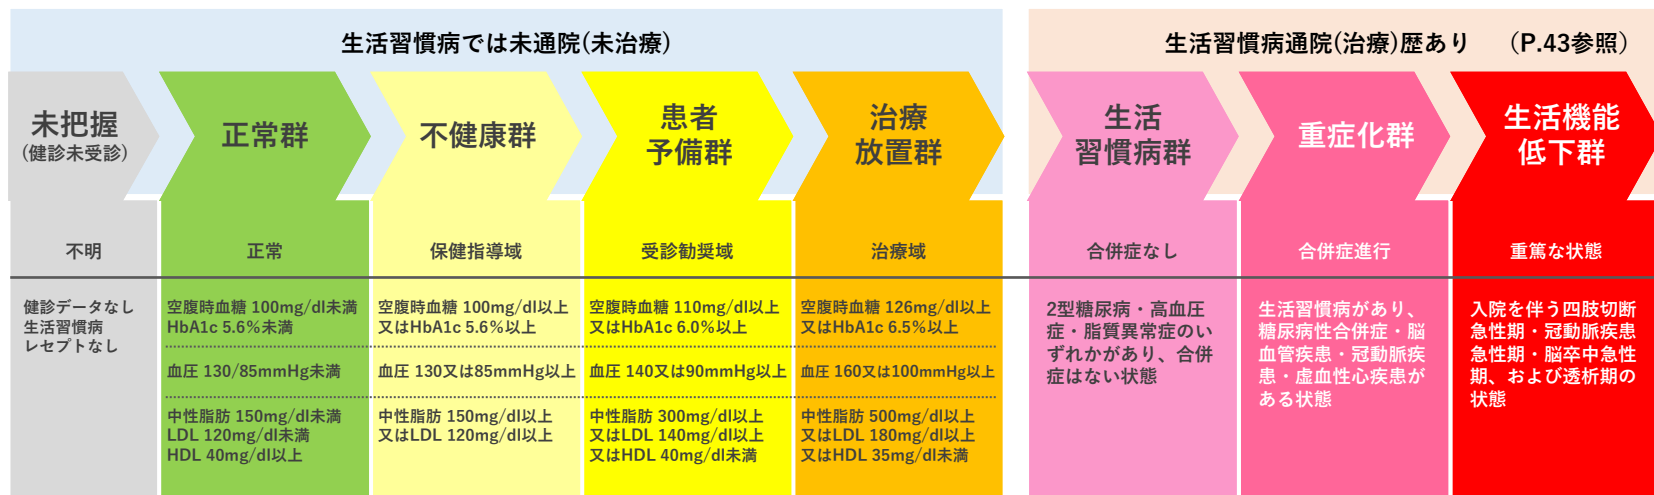 生活習慣病では未通院(未治療)
生活習慣病通院(治療)歴あり　(P.43参照)
未把握
(健診未受診)
正常群
不健康群
患者
予備群
治療
放置群
生活
習慣病群
重症化群
生活機能
低下群
不明
正常
保健指導域
受診勧奨域
治療域
合併症なし
合併症進行
重篤な状態
健診データなし
生活習慣病
レセプトなし
空腹時血糖 100mg/dl未満
HbA1c 5.6%未満
血圧 130/85mmHg未満
中性脂肪 150mg/dl未満
LDL 120mg/dl未満
HDL 40mg/dl以上
空腹時血糖 100mg/dl以上
又はHbA1c 5.6%以上
血圧 130又は85mmHg以上
中性脂肪 150mg/dl以上
又はLDL 120mg/dl以上
空腹時血糖 110mg/dl以上
又はHbA1c 6.0%以上
血圧 140又は90mmHg以上
中性脂肪 300mg/dl以上
又はLDL 140mg/dl以上
又はHDL 40mg/dl未満
空腹時血糖 126mg/dl以上
又はHbA1c 6.5%以上
血圧 160又は100mmHg以上
中性脂肪 500mg/dl以上
又はLDL 180mg/dl以上
又はHDL 35mg/dl未満
2型糖尿病・高血圧
症・脂質異常症のい
ずれかがあり、合併
症はない状態
生活習慣病があり、
糖尿病性合併症・脳
血管疾患・冠動脈疾
患・虚血性心疾患が
ある状態
入院を伴う四肢切断
急性期・冠動脈疾患
急性期・脳卒中急性
期、および透析期の
状態